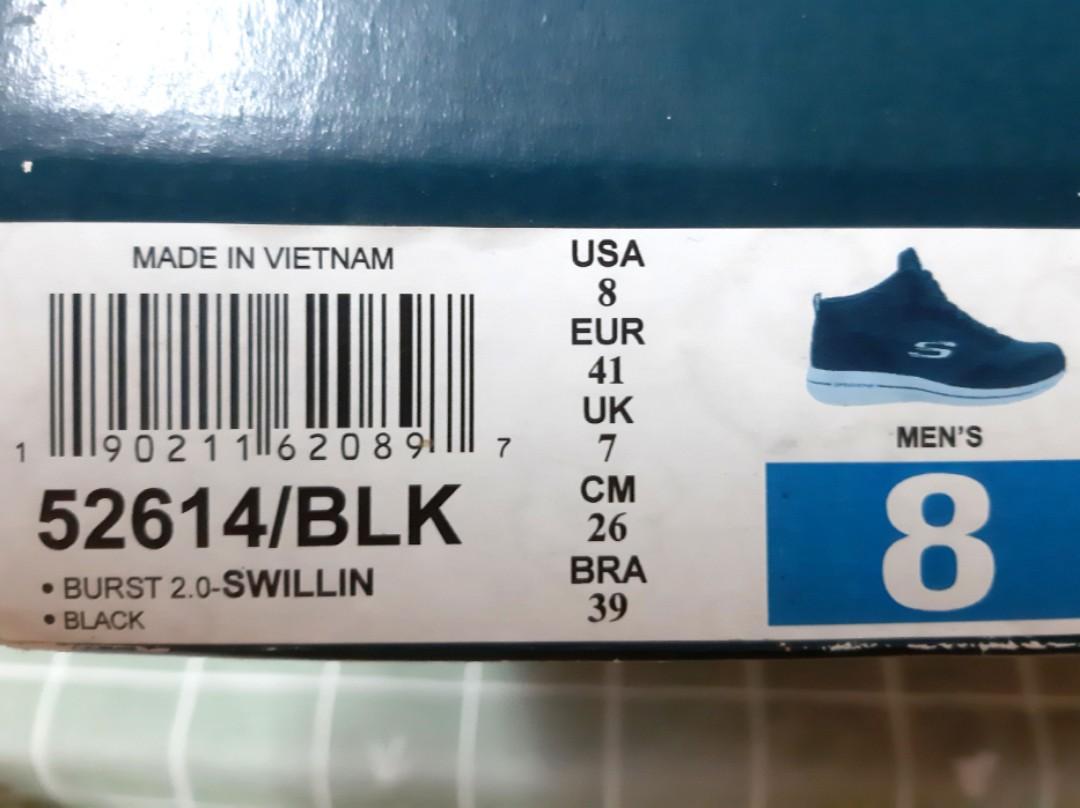 MADE IN VIETNAM
1 90211 62089 7
52614/BLK
• BURST 2.0-SWILLIN
• BLACK
USA
8
EUR
41
UK
7
CM
26
BRA
39
S
MEN'S
8